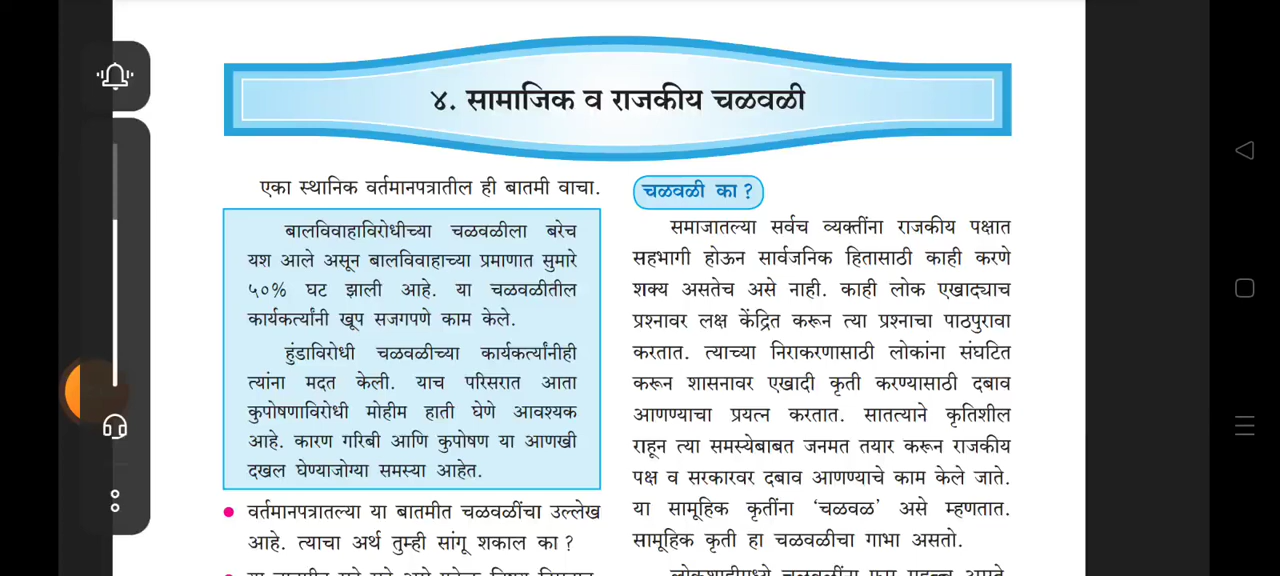 ४. सामाजिक व राजकीय चळवळी
एका स्थानिक वर्तमानपत्रातील ही बातमी वाचा.
बालविवाहाविरोधीच्या चळवळीला बरेच
यश आले असून बालविवाहाच्या प्रमाणात सुमारे
५०% घट झाली आहे. या चळवळीतील
कार्यकर्त्यांनी खूप सजगपणे काम केले.
हुंडाविरोधी चळवळीच्या कार्यकर्त्यांनीही
त्यांना मदत केली. याच परिसरात आता
कुपोषणाविरोधी मोहीम हाती घेणे आवश्यक
आहे. कारण गरिबी आणि कुपोषण या आणखी
दखल घेण्याजोग्या समस्या आहेत.
• वर्तमानपत्रातल्या या बातमीत चळवळींचा उल्लेख
आहे. त्याचा अर्थ तुम्ही सांगू शकाल का ?
चळवळी का ?
समाजातल्या सर्वच व्यक्तींना राजकीय पक्षात
सहभागी होऊन सार्वजनिक हितासाठी काही करणे
शक्य असतेच असे नाही. काही लोक एखाद्याच
प्रश्नावर लक्ष केंद्रित करून त्या प्रश्नाचा पाठपुरावा
करतात. त्याच्या निराकरणासाठी लोकांना संघटित
करून शासनावर एखादी कृती करण्यासाठी दबाव
आणण्याचा प्रयत्न करतात. सातत्याने कृतिशील
राहून त्या समस्येबाबत जनमत तयार करून राजकीय
पक्ष व सरकारवर दबाव आणण्याचे काम केले जाते.
या सामूहिक कृतींना ‘चळवळ’ असे म्हणतात.
सामूहिक कृती हा चळवळीचा गाभा असतो.